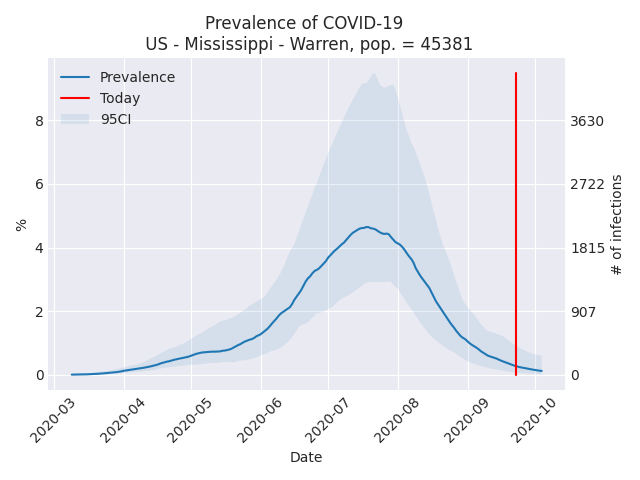 Prevalence of COVID-19
US - Mississippi - Warren, pop. = 45381
Prevalence
Today
95CI
%
8
6
4
2
0
3630
2722
1815
907
0
# of infections
2020-03
2020-04
2020-05
2020-06
2020-07
2020-08
2020-09
2020-10
Date